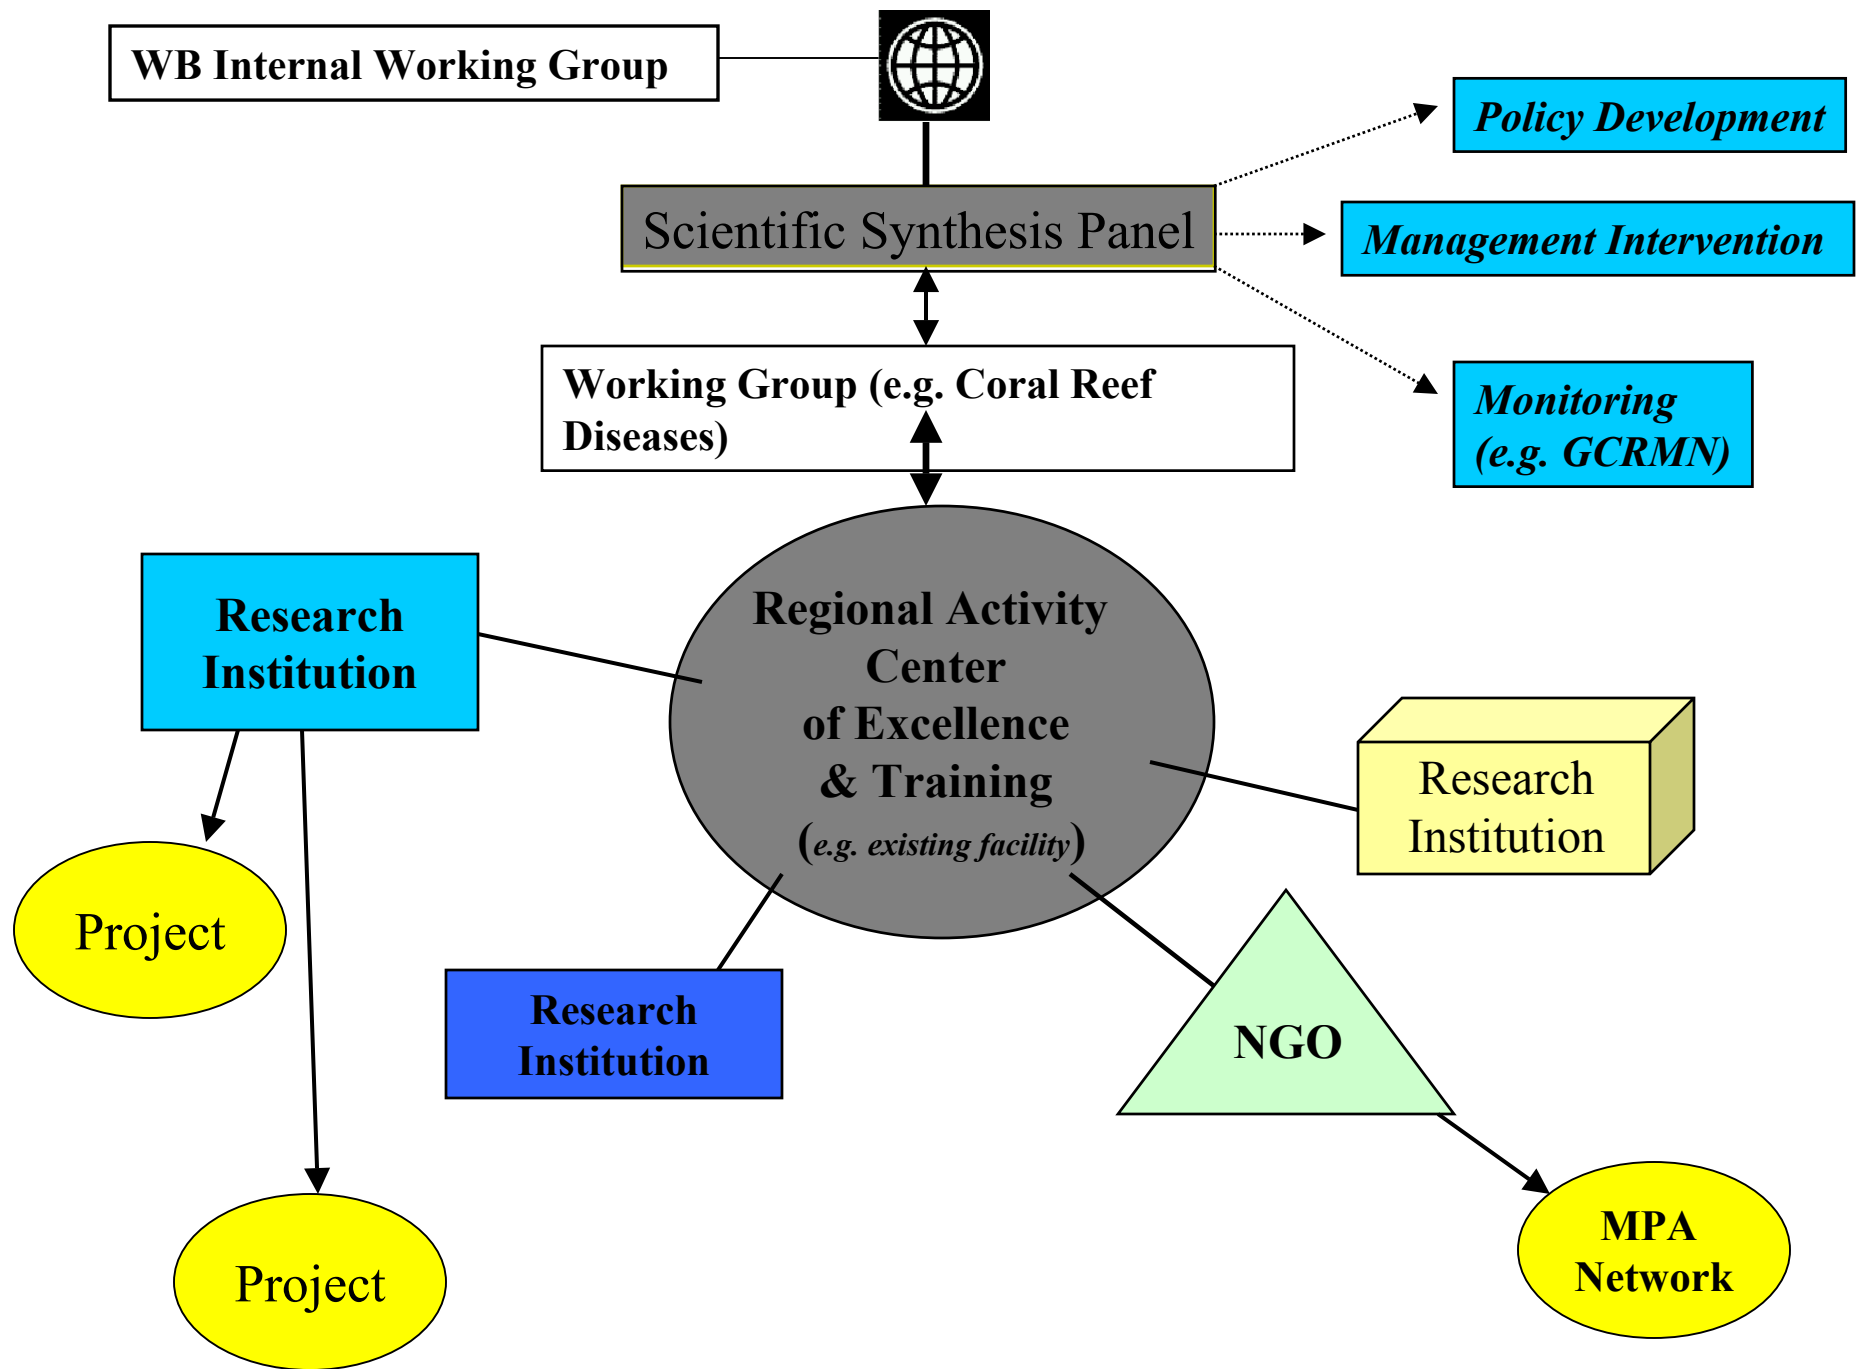 WB Internal Working Group
Policy Development
Scientific Synthesis Panel
Management Intervention
Working Group (e.g. Coral Reef
Diseases)
Monitoring
(e.g. GCRMN)
Research
Institution
Regional Activity
Center
of Excellence
& Training
(e.g. existing facility)
Research
Institution
Project
Research
Institution
NGO
Project
MPA
Network